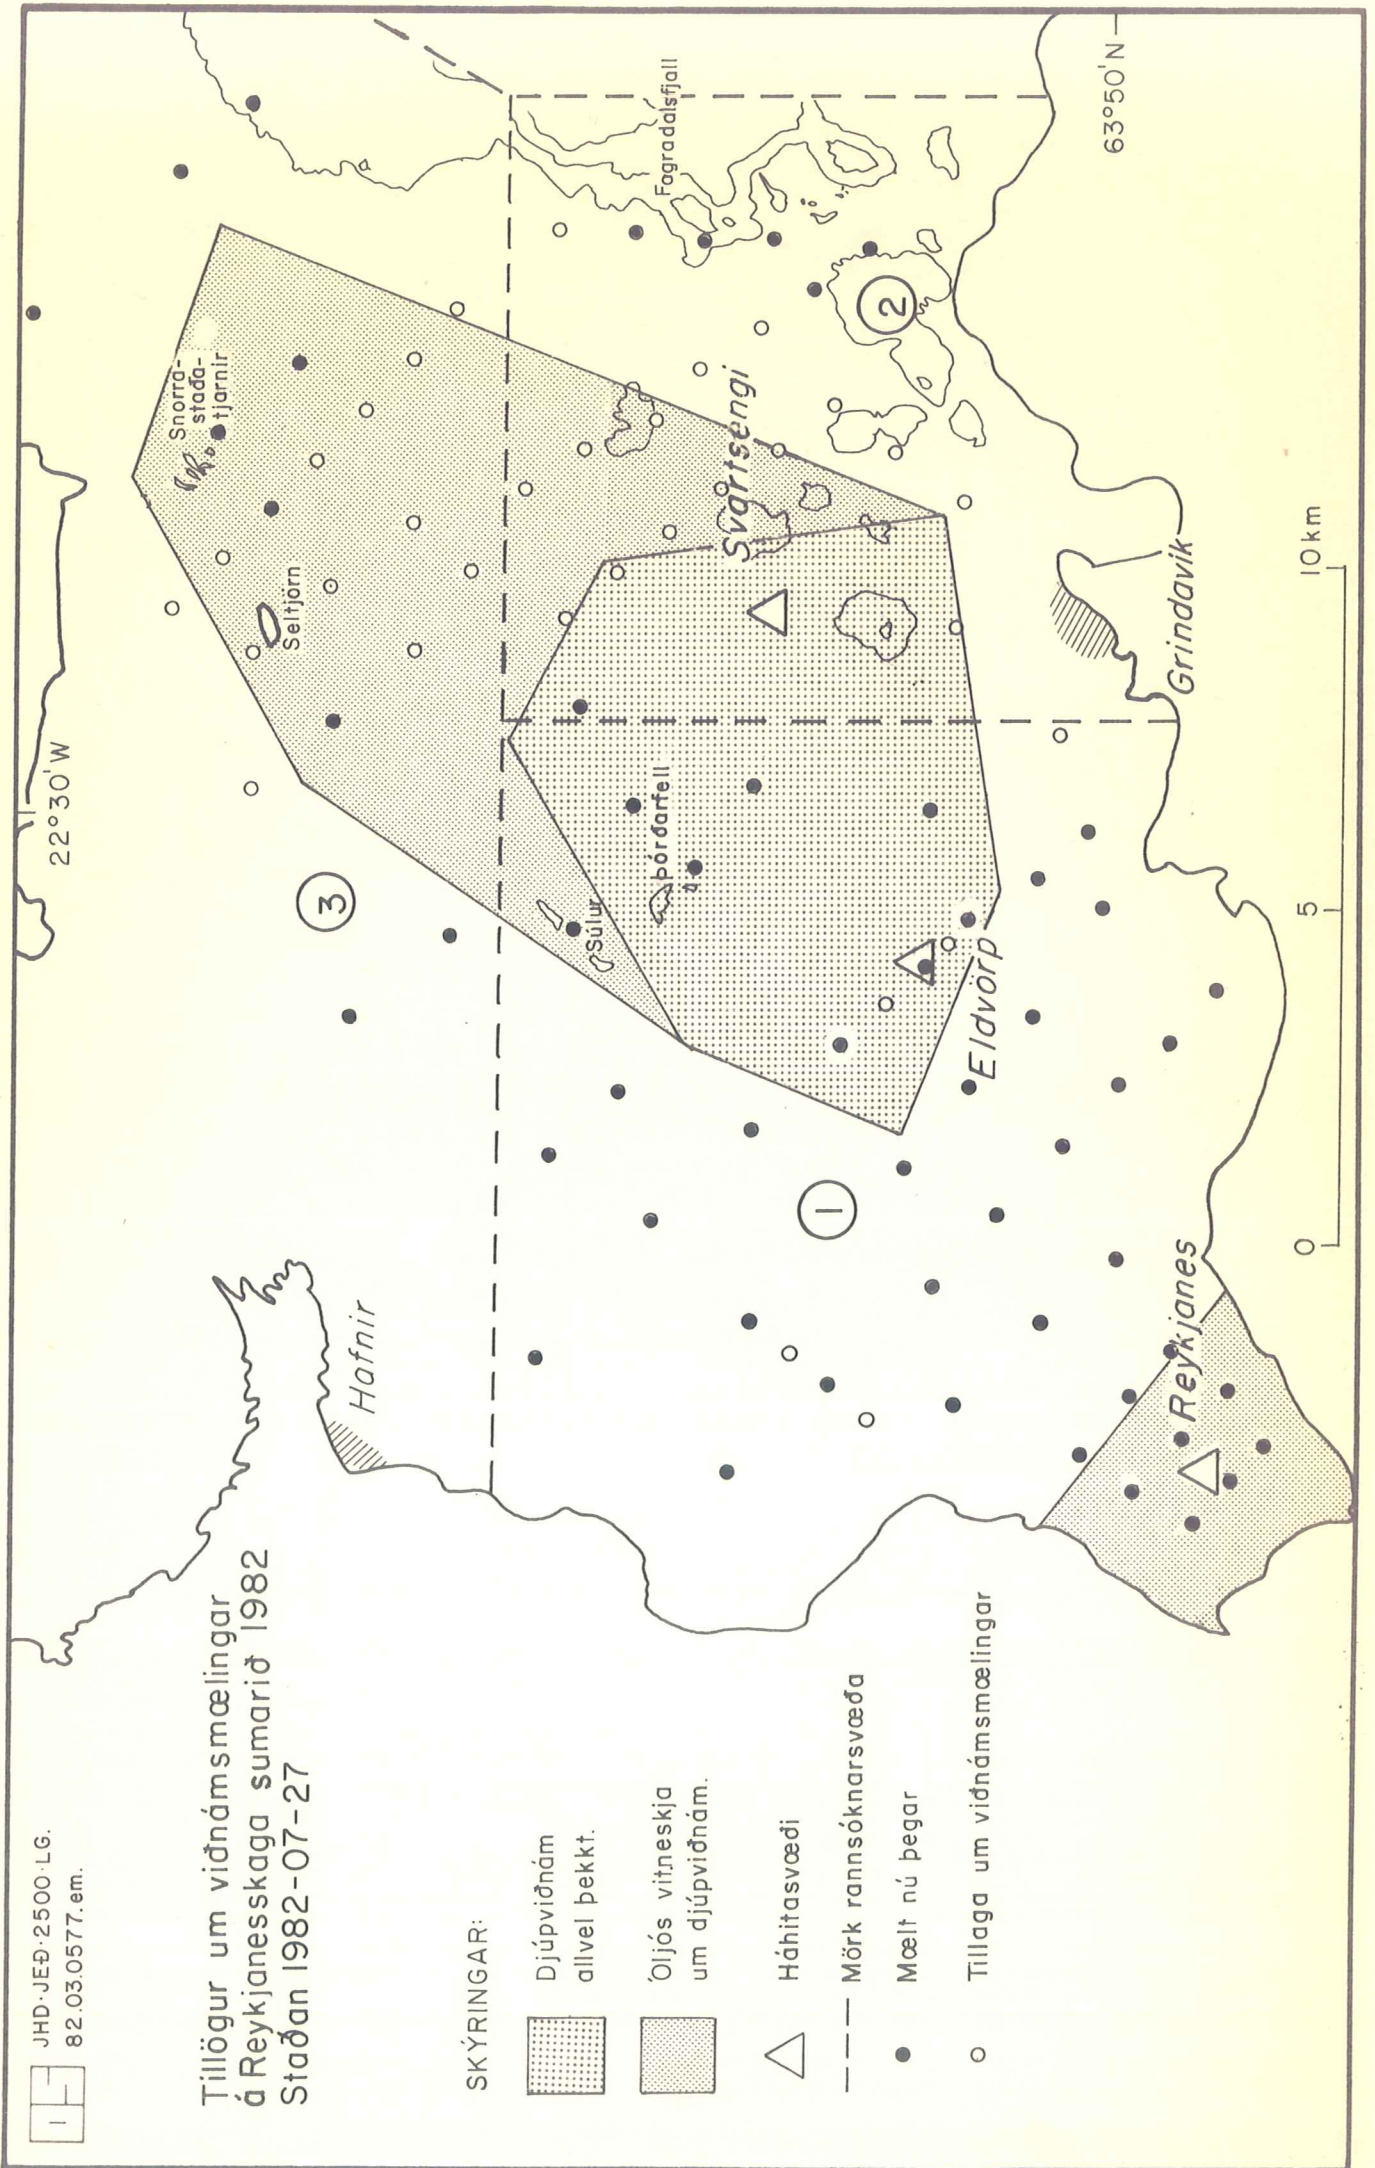 JHD·JEÐ·2500·LG.
82.03.0577.em.
Tillögur um viðnámsmælingar
á Reykjanesskaga sumarið 1982
Staðan 1982-07-27
SKÝRINGAR:
Djúpviðnám
allvel þekkt.
Óljós vitneskja
um djúpviðnám.
Háhitasvæði
Mörk rannsóknarsvæða
Mælt nú þegar
Tillaga um viðnámsmælingar
22°30'W
63°50'N
Hafnir
Snorra-
staða-
tjarnir
Seltjörn
3
Fagradalsfjall
Súlur
Þórðarfell
Svartsengi
2
1
Eldvörp
Grindavík
Reykjanes
0
5
10km